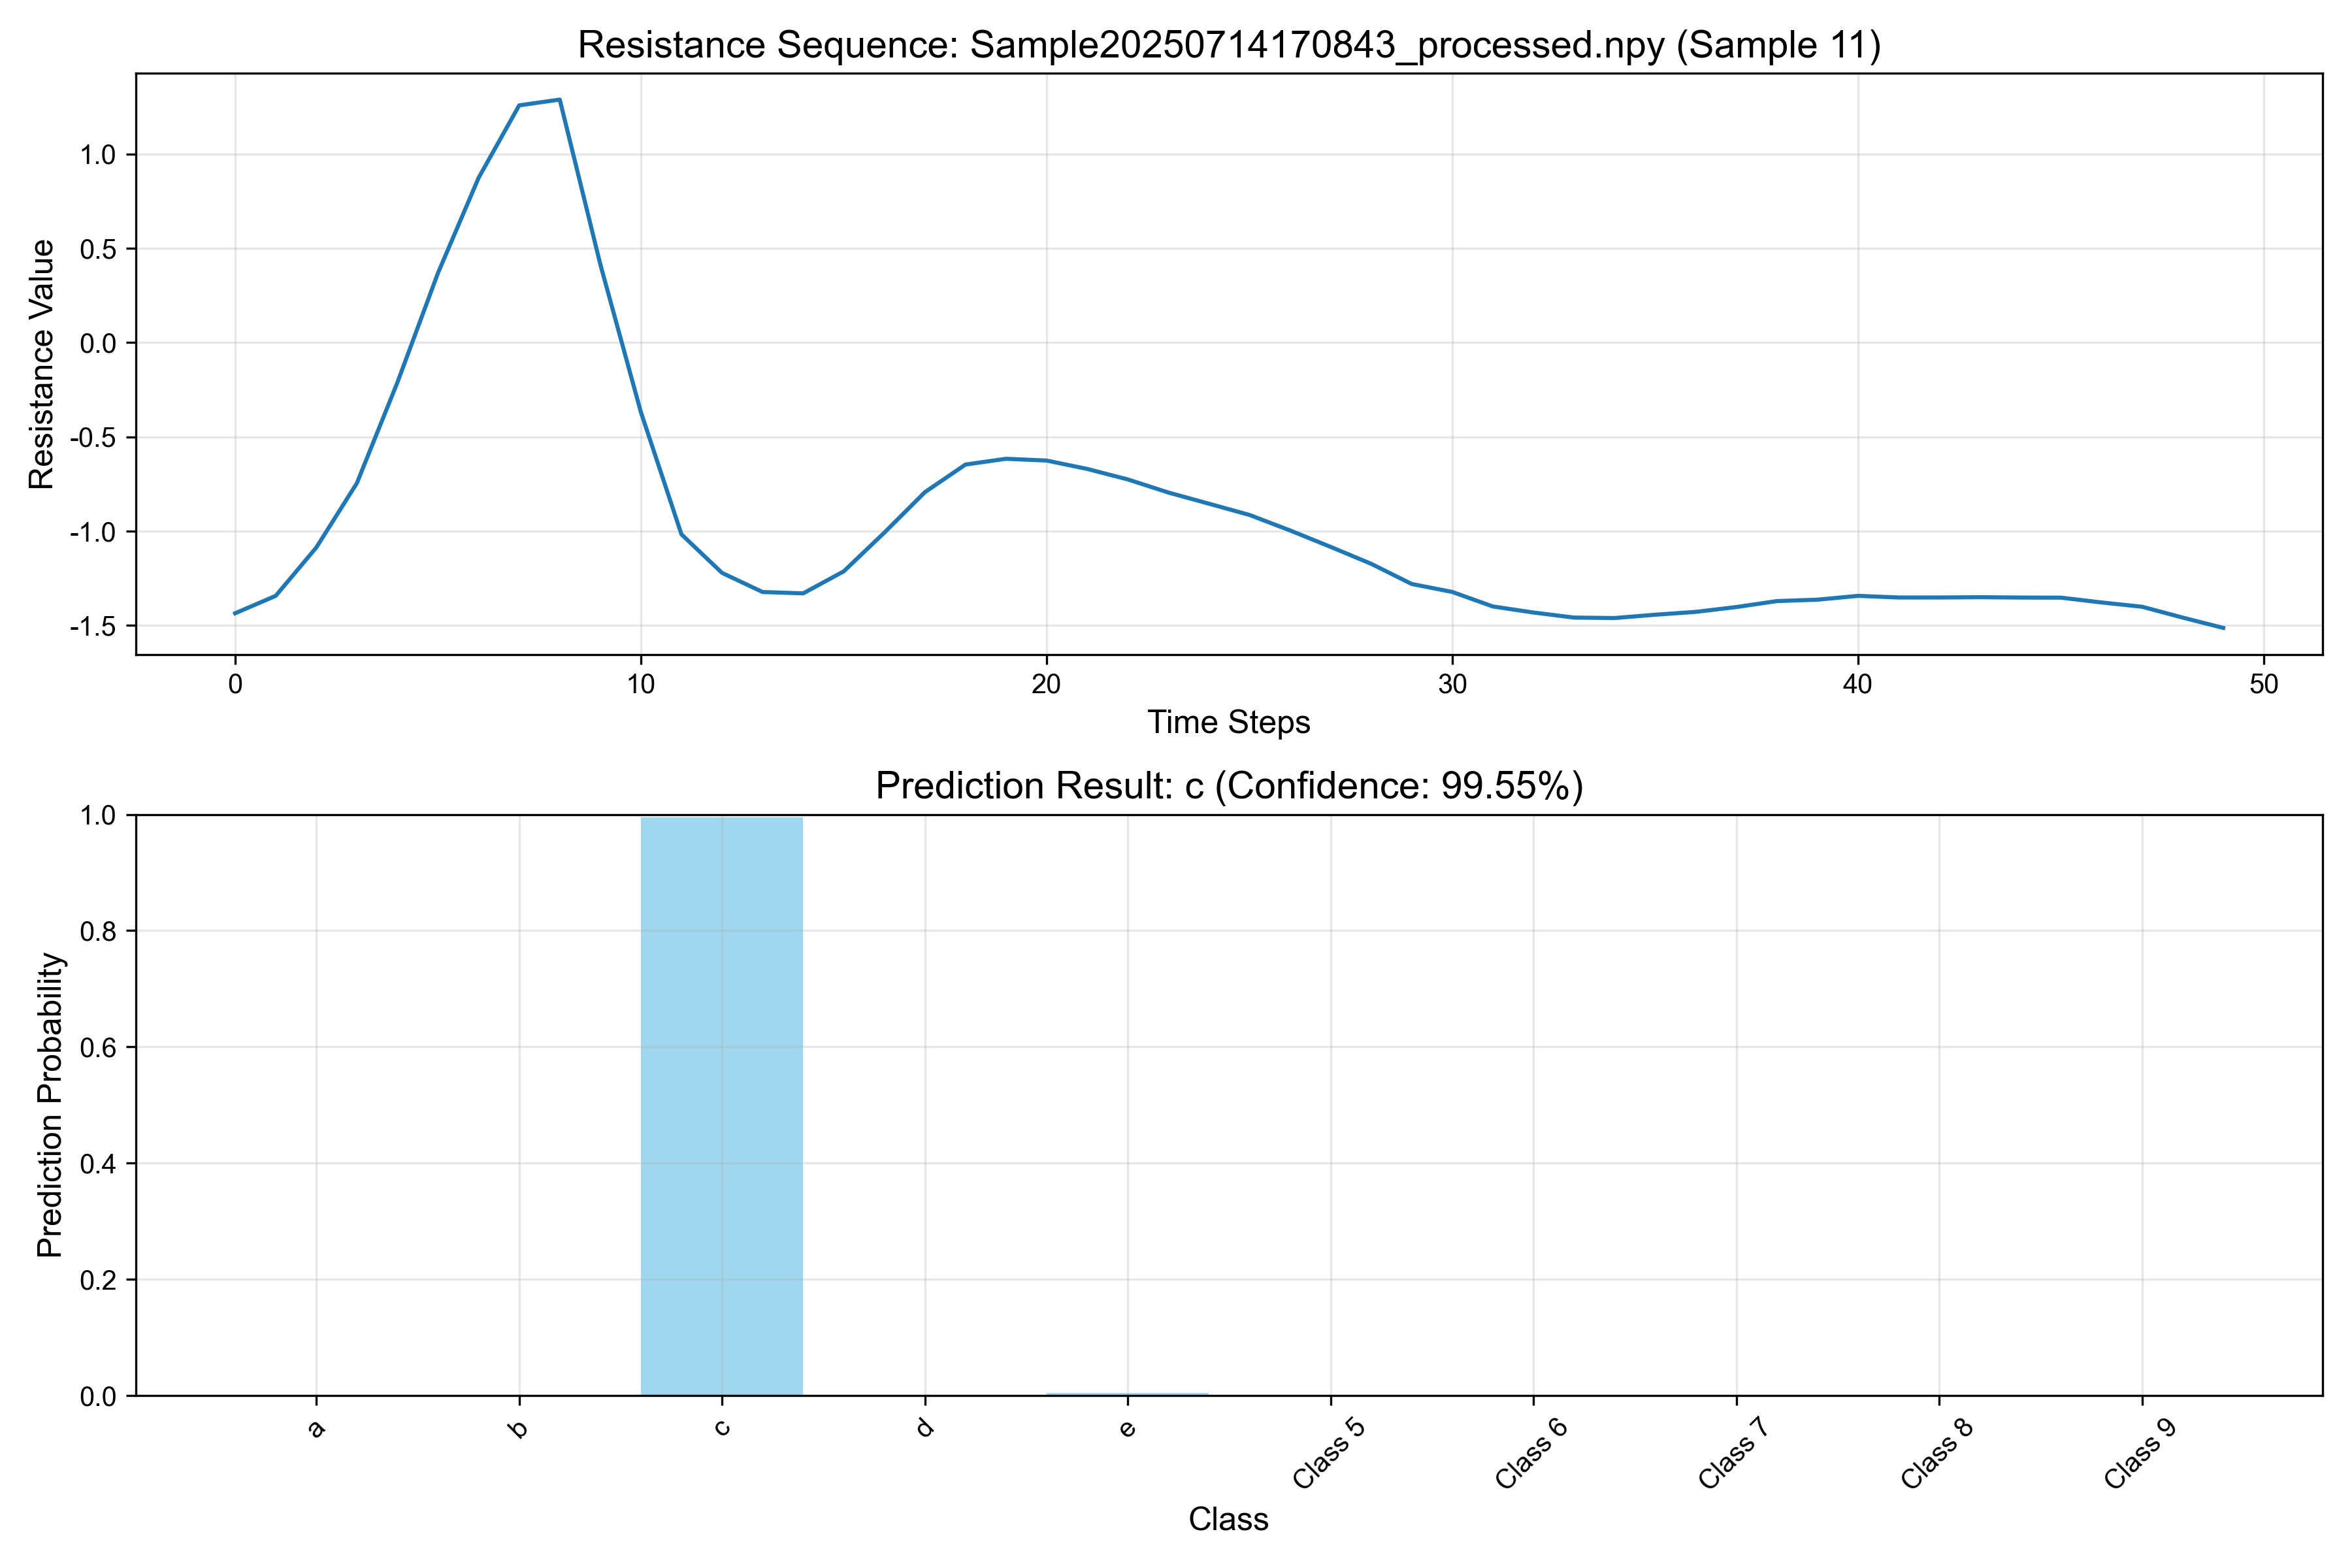 Resistance Sequence: Sample20250714170843_processed.npy (Sample 11)
Resistance Value
1.0
0.5
0.0
-0.5
-1.0
-1.5
0 10 20 30 40 50
Time Steps
Prediction Result: c (Confidence: 99.55%)
Prediction Probability
1.0
0.8
0.6
0.4
0.2
0.0
a b c d e Class 5 Class 6 Class 7 Class 8 Class 9
Class